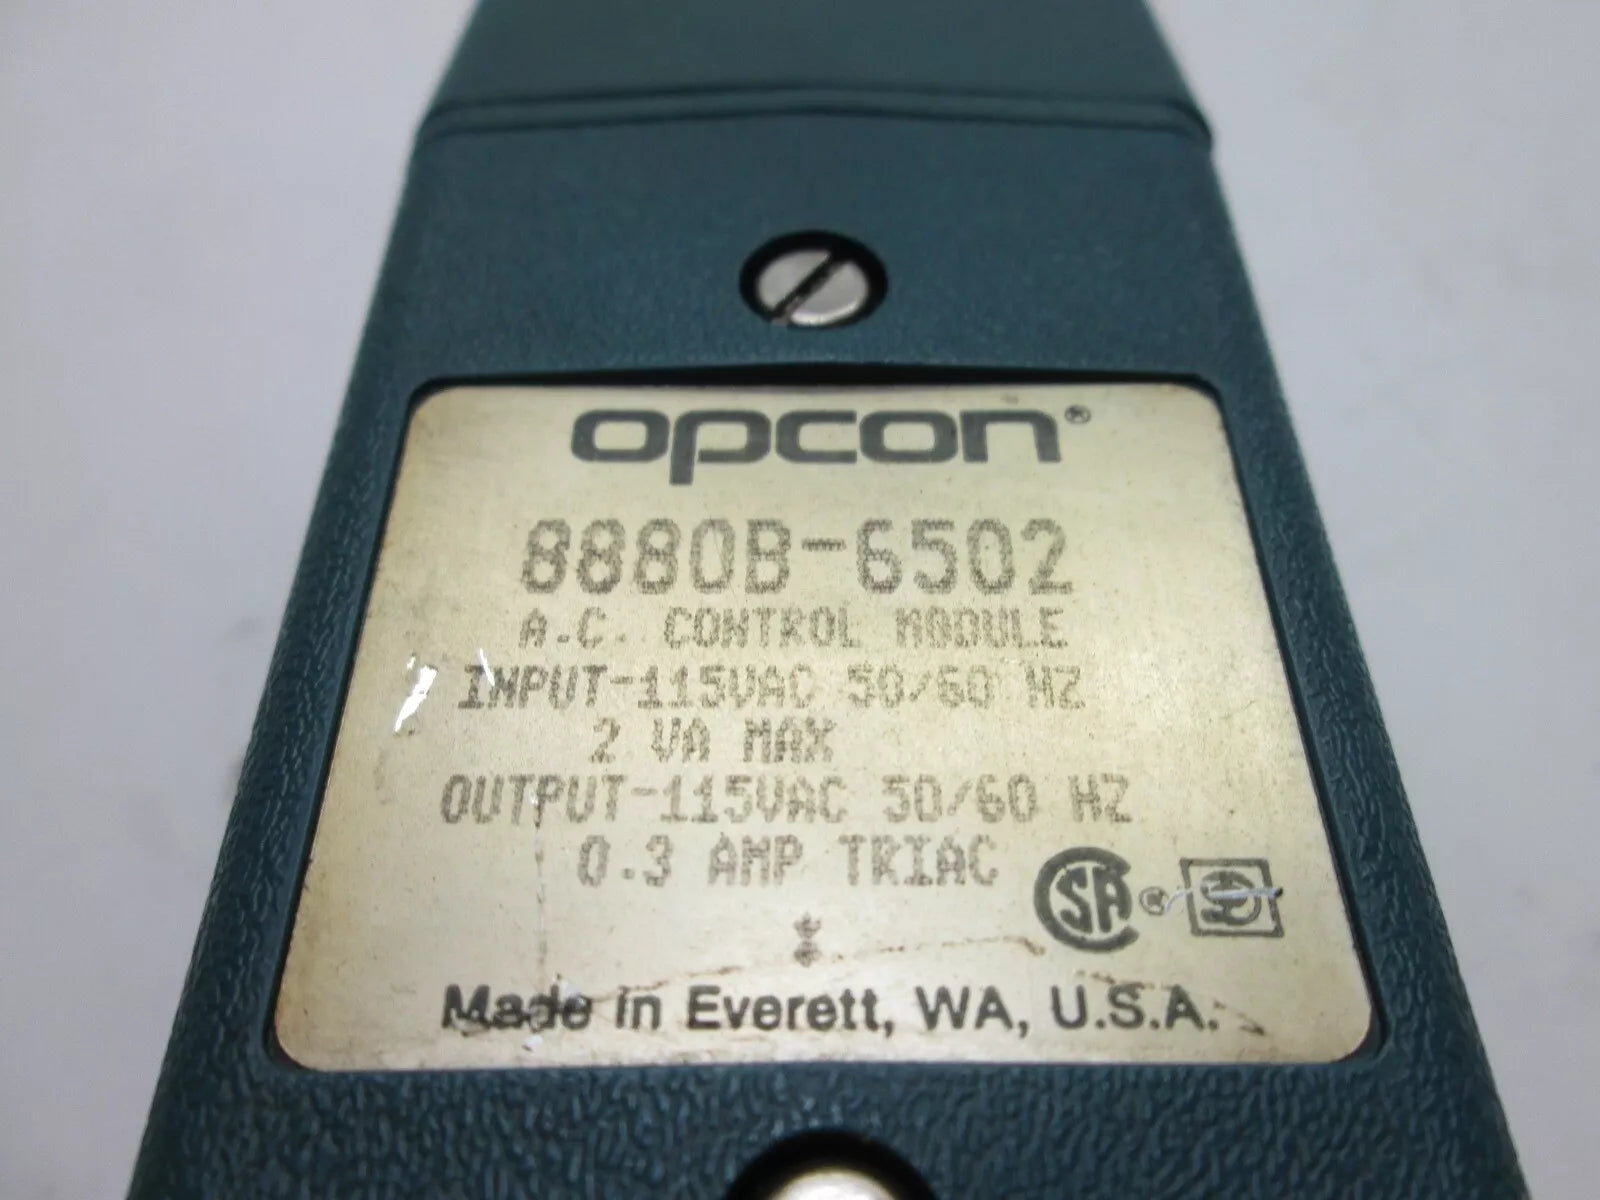 opcon®
8880B-6502
A.C. CONTROL MODULE
INPUT-115VAC 50/60 HZ
2 VA MAX
OUTPUT-115VAC 50/60 HZ
0.3 AMP TRIAC
SA ®
Made in Everett, WA, U.S.A.